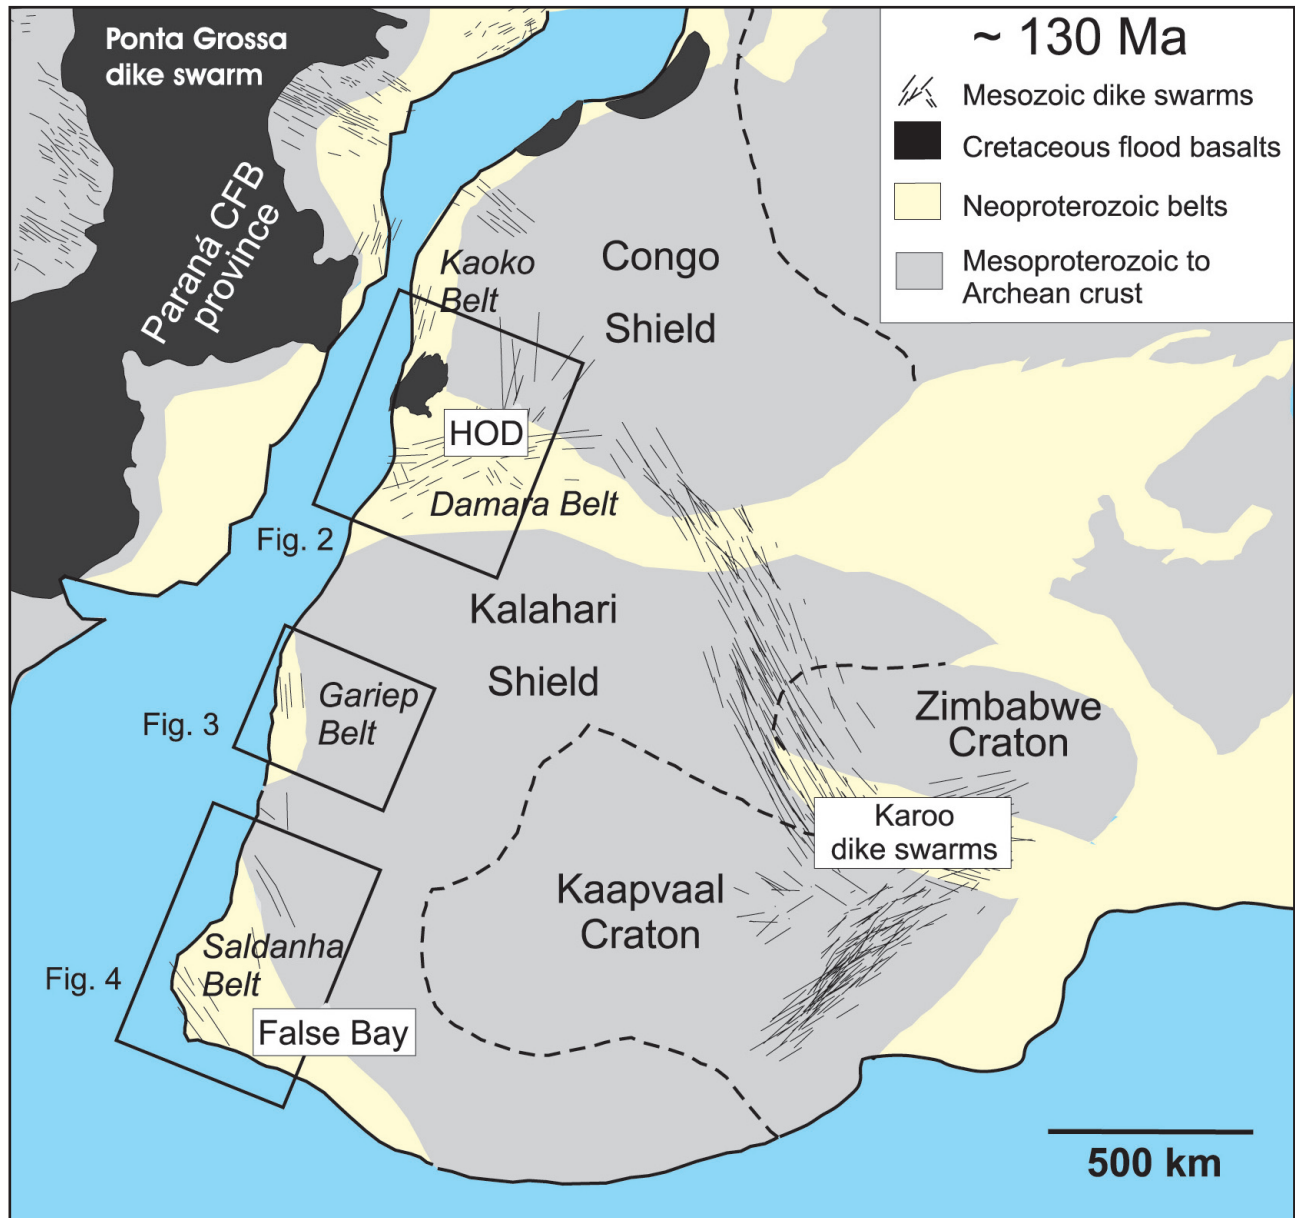 Ponta Grossa
dike swarm
~ 130 Ma
Mesozoic dike swarms
Cretaceous flood basalts
Neoproterozoic belts
Mesoproterozoic to
Archean crust
Paraná CFB
province
Kaoko
Belt
Congo
Shield
HOD
Damara Belt
Fig. 2
Kalahari
Shield
Gariep
Belt
Fig. 3
Zimbabwe
Craton
Karoo
dike swarms
Kaapvaal
Craton
Saldanha
Belt
Fig. 4
False Bay
500 km